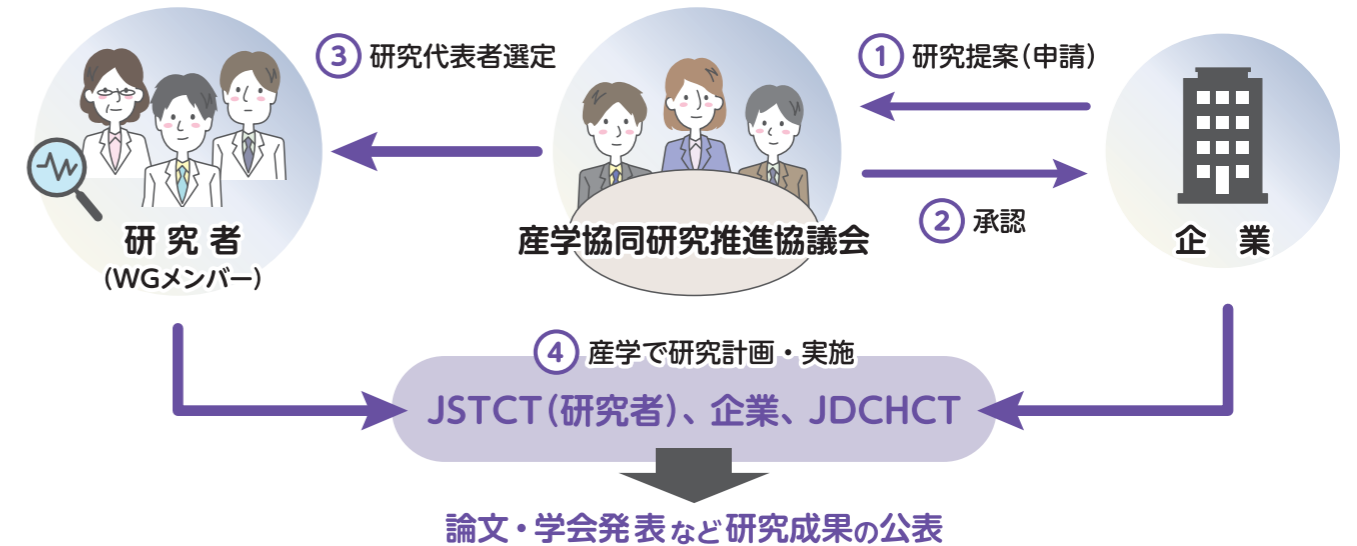 ③ 研究代表者選定
① 研究提案（申請）
② 承認
研究者
（WGメンバー）
産学協同研究推進協議会
企 業
④ 産学で研究計画・実施
JSTCT（研究者）、企業、JDCHCT
論文・学会発表など研究成果の公表